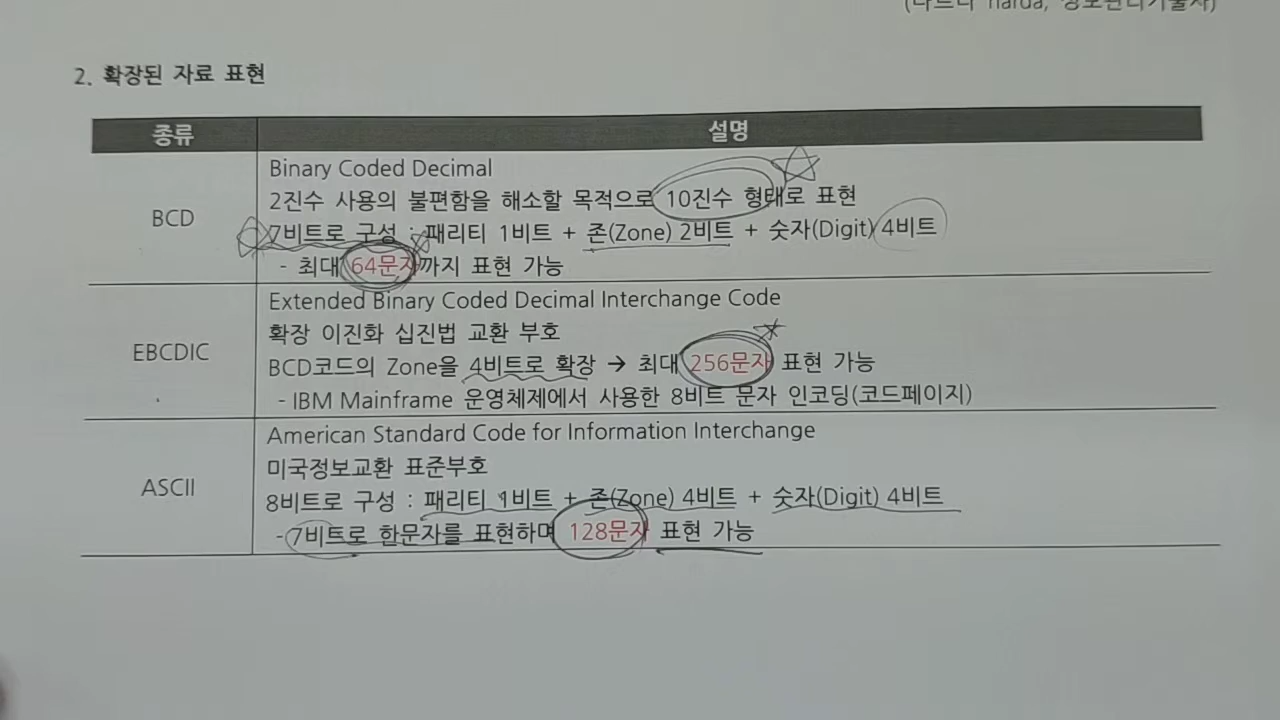 2. 확장된 자료 표현
종류 설명
BCD
Binary Coded Decimal
2진수 사용의 불편함을 해소할 목적으로 10진수 형태로 표현
7비트로 구성 : 패리티 1비트 + 존(Zone) 2비트 + 숫자(Digit) 4비트
- 최대 64문자까지 표현 가능
EBCDIC
Extended Binary Coded Decimal Interchange Code
확장 이진화 십진법 교환 부호
BCD코드의 Zone을 4비트로 확장 → 최대 256문자 표현 가능
- IBM Mainframe 운영체제에서 사용한 8비트 문자 인코딩(코드페이지)
ASCII
American Standard Code for Information Interchange
미국정보교환 표준부호
8비트로 구성 : 패리티 1비트 + 존(Zone) 4비트 + 숫자(Digit) 4비트
- 7비트로 한문자를 표현하며 128문자 표현 가능